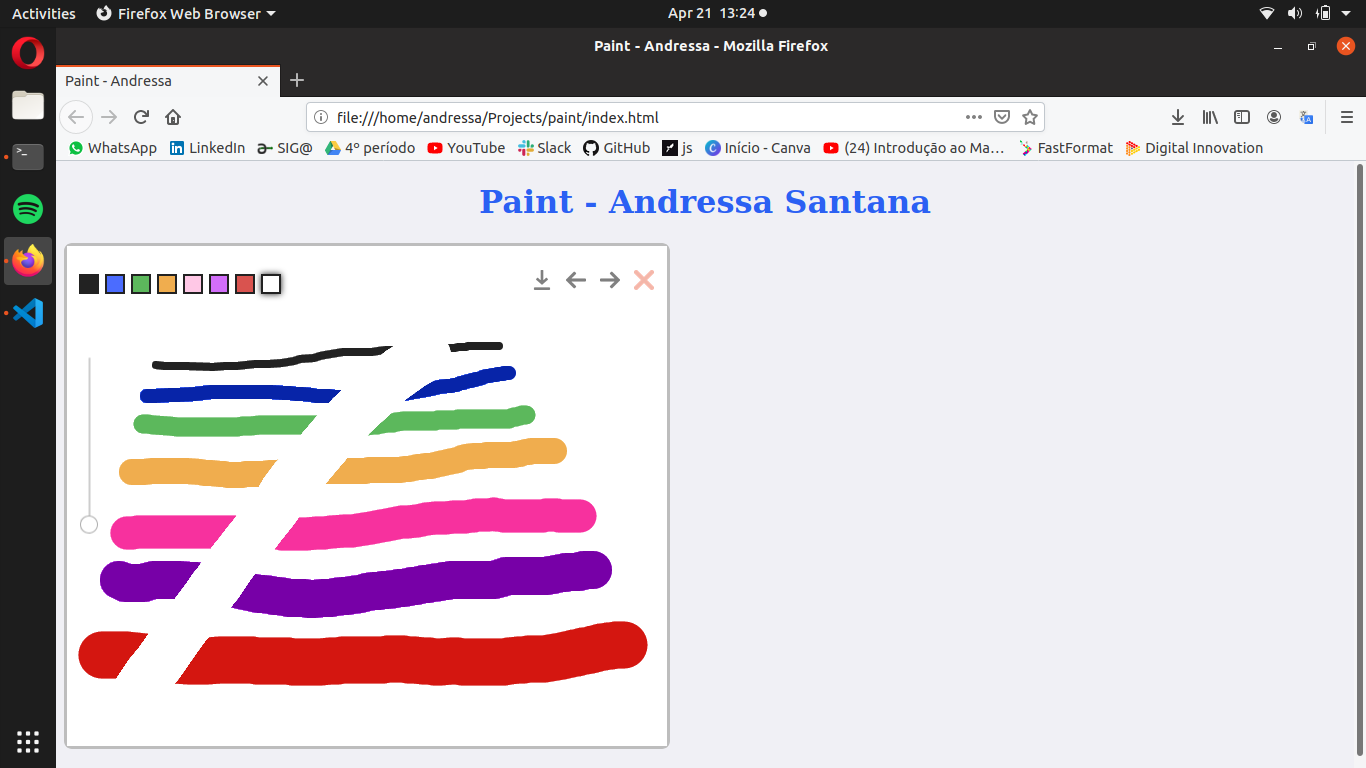 Activities Firefox Web Browser Apr 21 13:24
Paint - Andressa - Mozilla Firefox
Paint - Andressa
file:///home/andressa/Projects/paint/index.html
WhatsApp LinkedIn SIG@ 4º período YouTube Slack GitHub js Início - Canva (24) Introdução ao Ma… FastFormat Digital Innovation
Paint - Andressa Santana